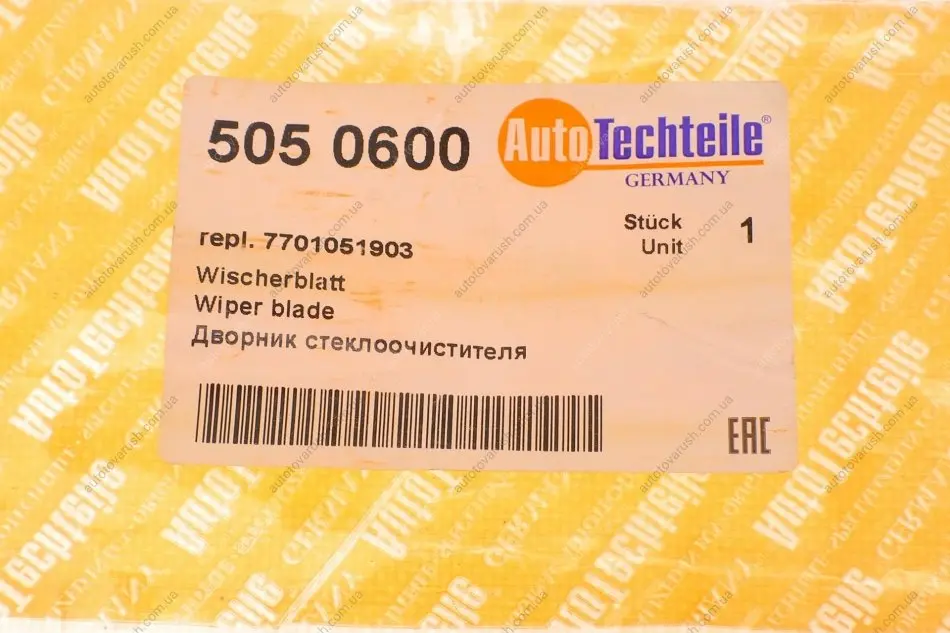 505 0600
AutoTechteile®
GERMANY
Stück 1
Unit
repl. 7701051903
Wischerblatt
Wiper blade
Дворник стеклоочистителя
EAC
autotovarush.com.ua